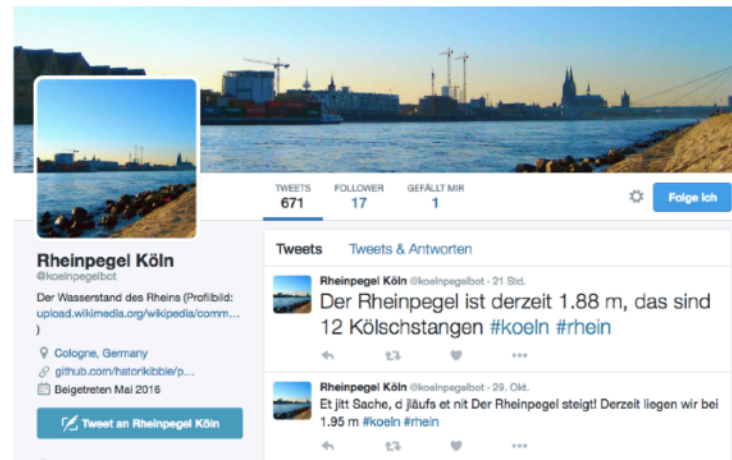 TWEETS FOLLOWER GEFÄLLT MIR
671 17 1
Folge Ich
Rheinpegel Köln
@koelnpegelbot
Der Wasserstand des Rheins (Profilbild:
upload.wikimedia.org/wikipedia/comm...
)
Cologne, Germany
github.com/hatorikibble/p...
Beigetreten Mai 2016
Tweet an Rheinpegel Köln
Tweets Tweets & Antworten
Rheinpegel Köln @koelnpegelbot · 21 Std.
Der Rheinpegel ist derzeit 1.88 m, das sind
12 Kölschstangen #koeln #rhein
Rheinpegel Köln @koelnpegelbot · 29. Okt.
Et jitt Sache, d jläufs et nit Der Rheinpegel steigt! Derzeit liegen wir bei
1.95 m #koeln #rhein